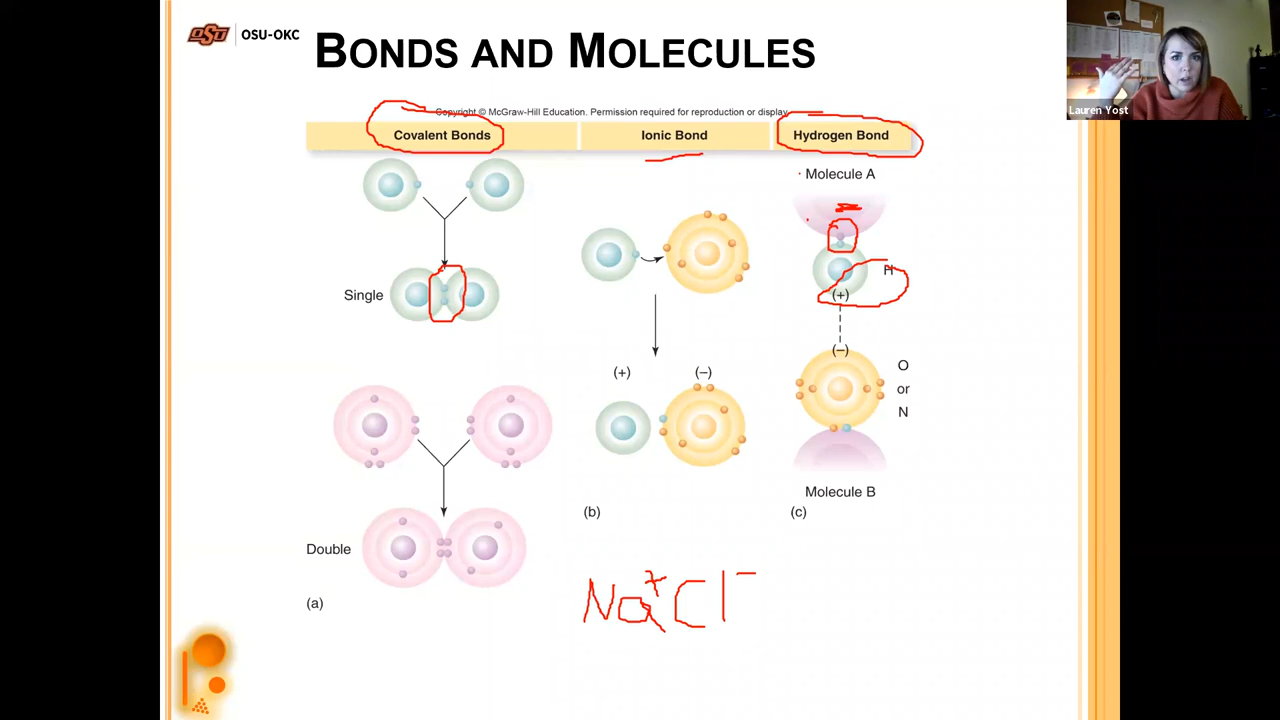 OSU OSU-OKC
BONDS AND MOLECULES
Lauren Yost
Copyright © McGraw-Hill Education. Permission required for reproduction or display.
Covalent Bonds Ionic Bond Hydrogen Bond
Molecule A
H
(+)
Single
(–)
(+) (–)
O
or
N
Molecule B
(b) (c)
Double
(a)
Na+Cl–